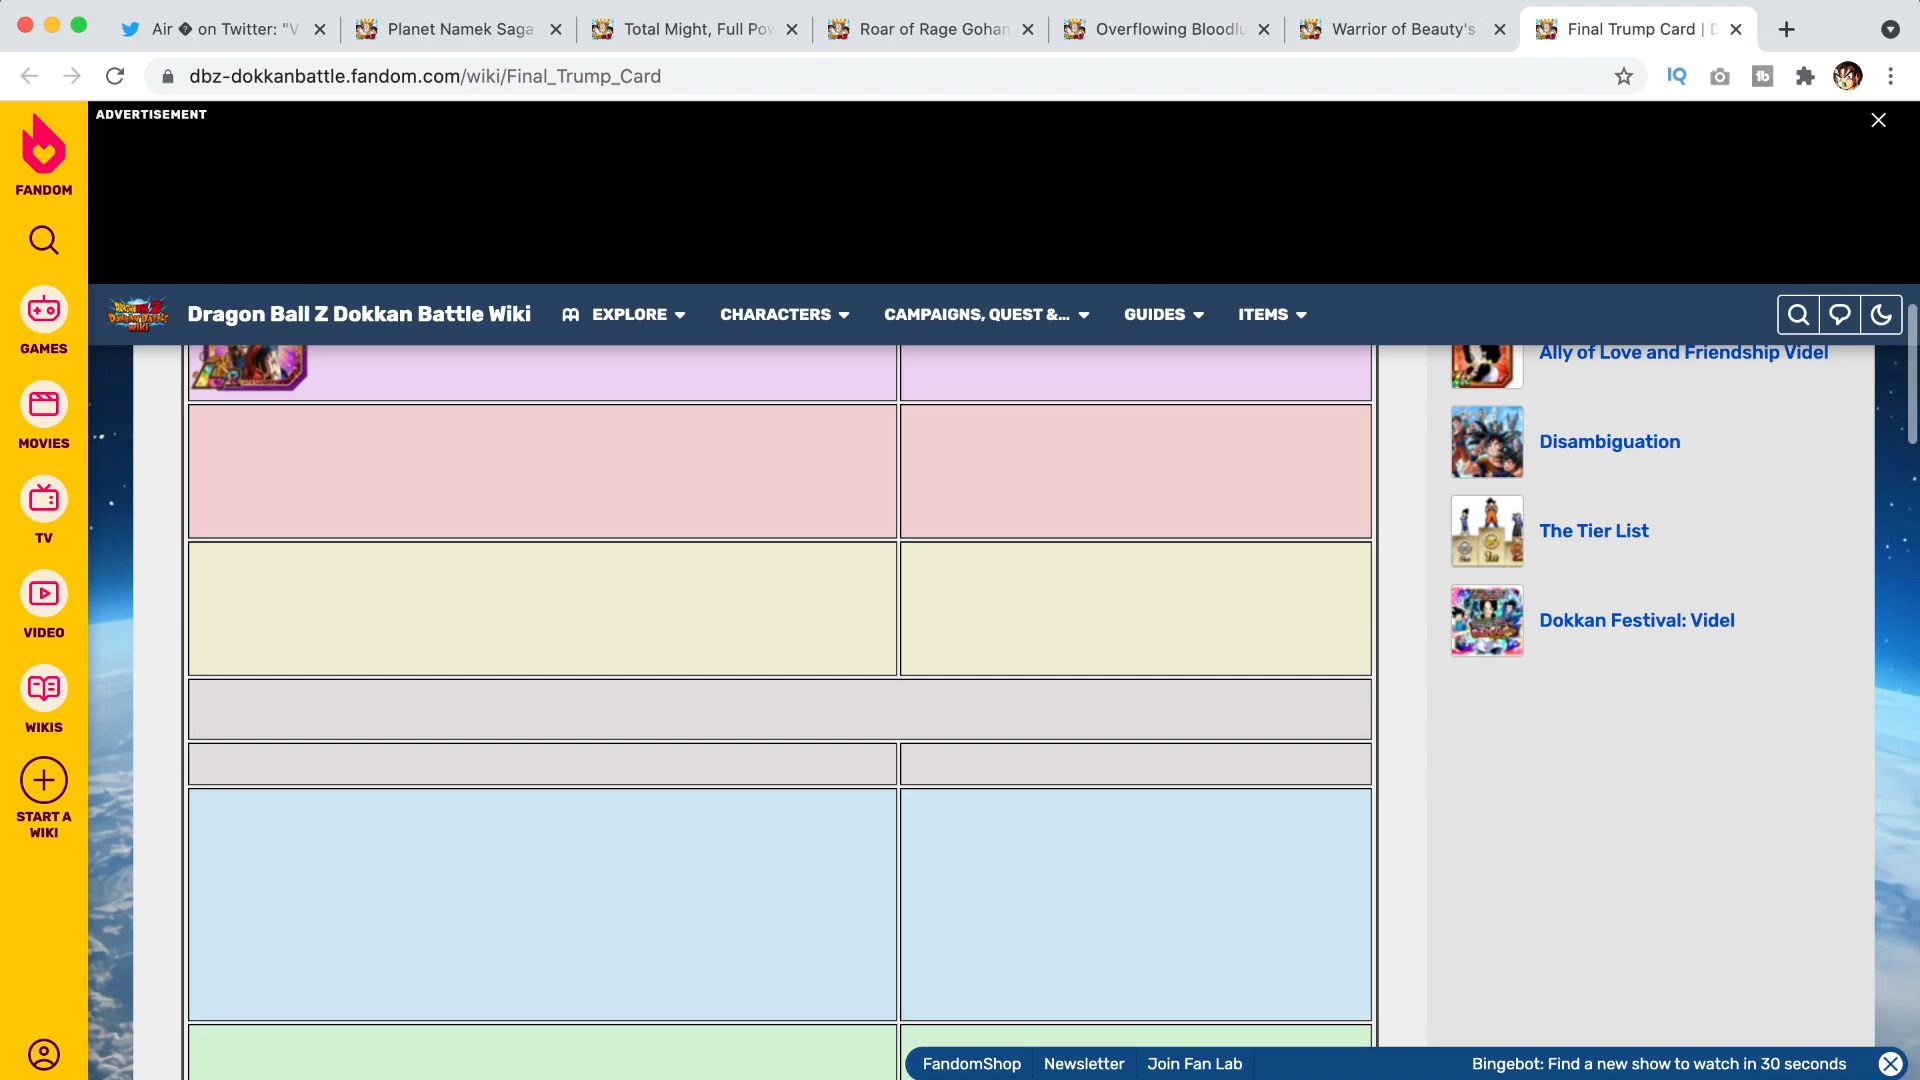 Air � on Twitter: "V
Planet Namek Saga
Total Might, Full Pow
Roar of Rage Gohan
Overflowing Bloodlu
Warrior of Beauty's
Final Trump Card | D
dbz-dokkanbattle.fandom.com/wiki/Final_Trump_Card
IQ
ADVERTISEMENT
FANDOM
GAMES
MOVIES
TV
VIDEO
WIKIS
START A
WIKI
Dragon Ball Z Dokkan Battle Wiki
EXPLORE
CHARACTERS
CAMPAIGNS, QUEST &...
GUIDES
ITEMS
Ally of Love and Friendship Videl
Disambiguation
The Tier List
Dokkan Festival: Videl
FandomShop
Newsletter
Join Fan Lab
Bingebot: Find a new show to watch in 30 seconds